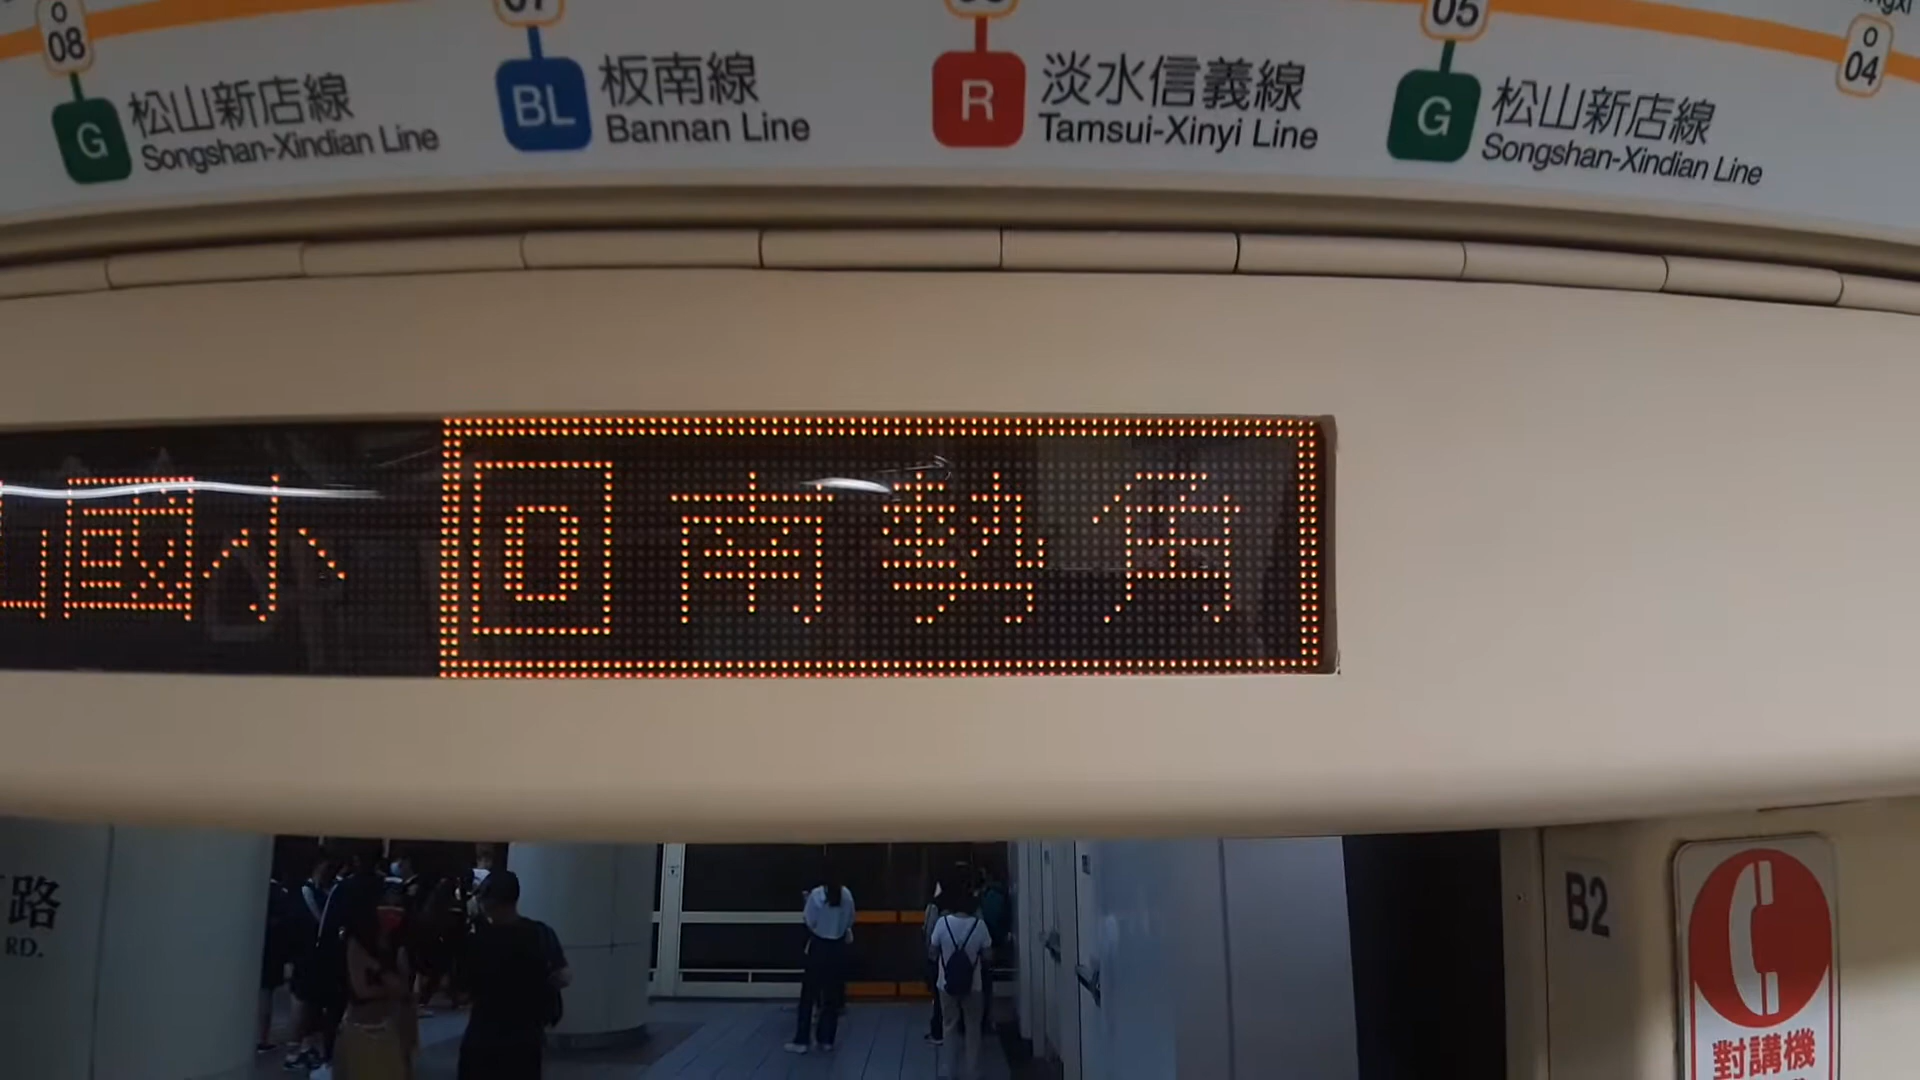 O
08
07
05
O
04
G
松山新店線
Songshan-Xindian Line
BL
板南線
Bannan Line
R
淡水信義線
Tamsui-Xinyi Line
G
松山新店線
Songshan-Xindian Line
國小
O 南勢角
路
RD.
B2
對講機